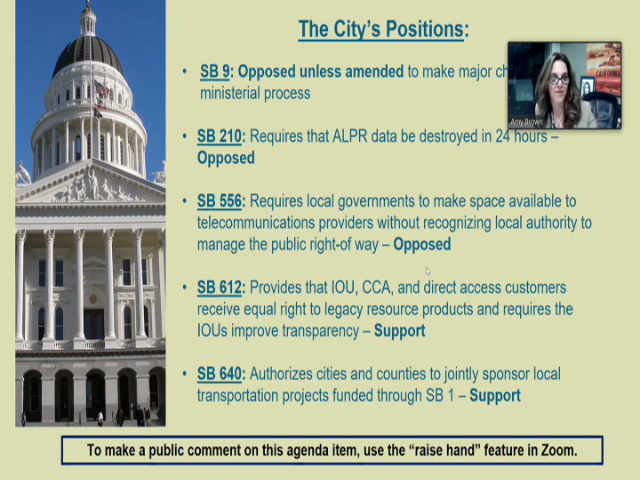 The City's Positions:
• SB 9: Opposed unless amended to make major
ministerial process
• SB 210: Requires that ALPR data be destroyed in 24 hours –
Opposed
• SB 556: Requires local governments to make space available to
telecommunications providers without recognizing local authority to
manage the public right-of way – Opposed
• SB 612: Provides that IOU, CCA, and direct access customers
receive equal right to legacy resource products and requires the
IOUs improve transparency – Support
• SB 640: Authorizes cities and counties to jointly sponsor local
transportation projects funded through SB 1 – Support
To make a public comment on this agenda item, use the “raise hand” feature in Zoom.
CALIFORNIA
Amy Brown